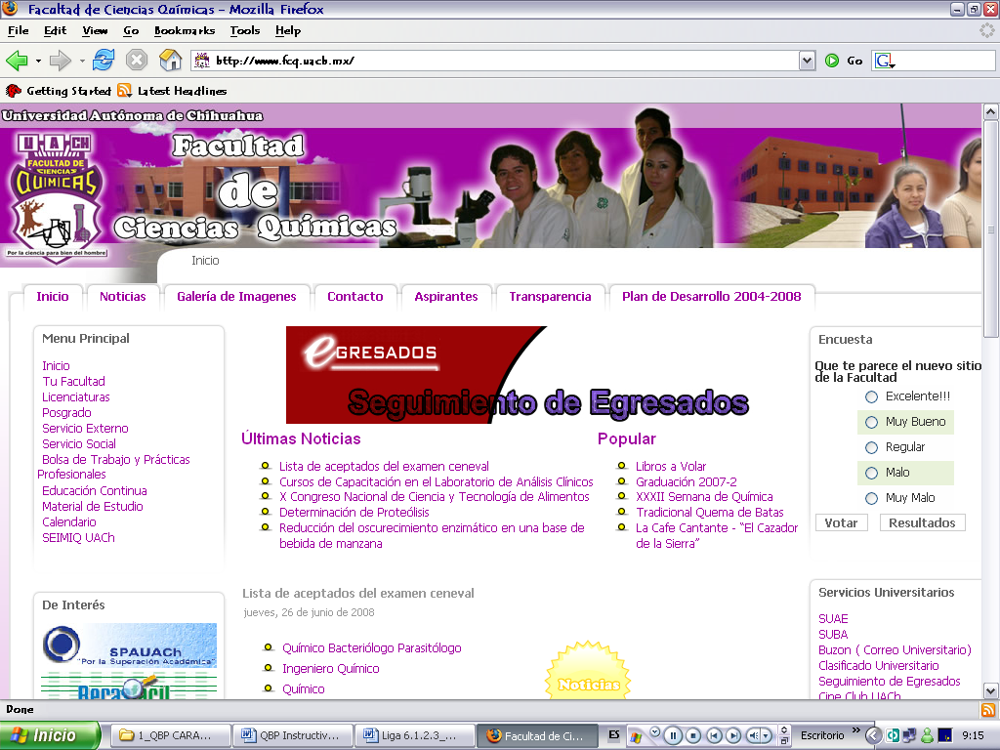 Facultad de Ciencias Químicas - Mozilla Firefox
File Edit View Go Bookmarks Tools Help
http://www.fcq.uach.mx/
Go
G
Getting Started Latest Headlines
Universidad Autónoma de Chihuahua
UACH
FACULTAD DE
CIENCIAS
QUIMICAS
Por la ciencia para bien del hombre
Facultad
de
Ciencias Químicas
Inicio
Inicio Noticias Galería de Imagenes Contacto Aspirantes Transparencia Plan de Desarrollo 2004-2008
Menu Principal
Inicio
Tu Facultad
Licenciaturas
Posgrado
Servicio Externo
Servicio Social
Bolsa de Trabajo y Prácticas
Profesionales
Educación Continua
Material de Estudio
Calendario
SEIMIQ UACh
De Interés
SPAUACh
"Por la Superación Académica"
EGRESADOS
Seguimiento de Egresados
Últimas Noticias
Lista de aceptados del examen ceneval
Cursos de Capacitación en el Laboratorio de Análisis Clínicos
X Congreso Nacional de Ciencia y Tecnología de Alimentos
Determinación de Proteólisis
Reducción del oscurecimiento enzimático en una base de
bebida de manzana
Popular
Libros a Volar
Graduación 2007-2
XXXII Semana de Química
Tradicional Quema de Batas
La Cafe Cantante - "El Cazador
de la Sierra"
Lista de aceptados del examen ceneval
jueves, 26 de junio de 2008
Químico Bacteriólogo Parasitólogo
Ingeniero Químico
Químico
Noticias
Encuesta
Que te parece el nuevo sitio
de la Facultad
Excelente!!!
Muy Bueno
Regular
Malo
Muy Malo
Votar Resultados
Servicios Universitarios
SUAE
SUBA
Buzon ( Correo Universitario)
Clasificado Universitario
Seguimiento de Egresados
Cine Club UACh
Done
Inicio 1_QBP CARA... QBP Instructiv... Liga 6.1.2.3_... Facultad de Ci... ES Escritorio » 9:15